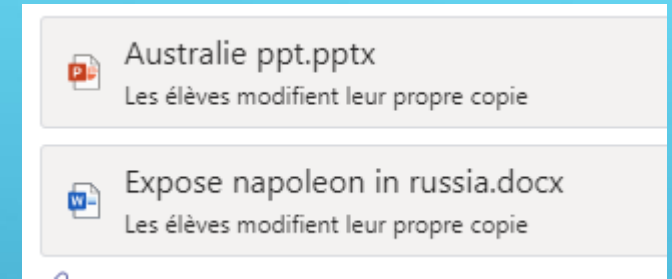 Australie ppt.pptx
Les élèves modifient leur propre copie
Expose napoleon in russia.docx
Les élèves modifient leur propre copie